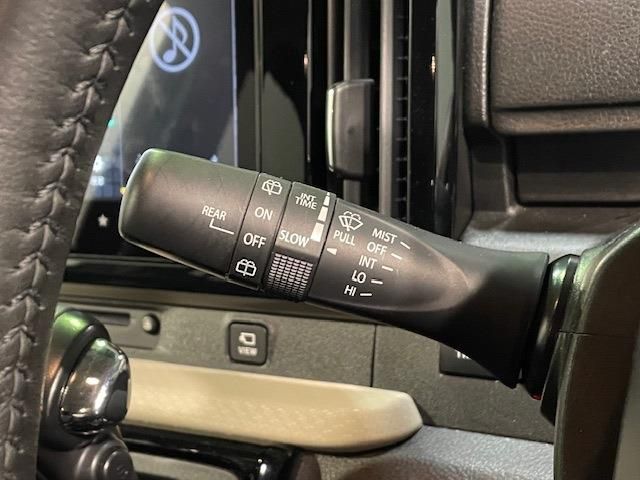 REAR
ON
OFF
INT
TIME
SLOW
PULL
MIST
OFF
INT
LO
HI
VIEW